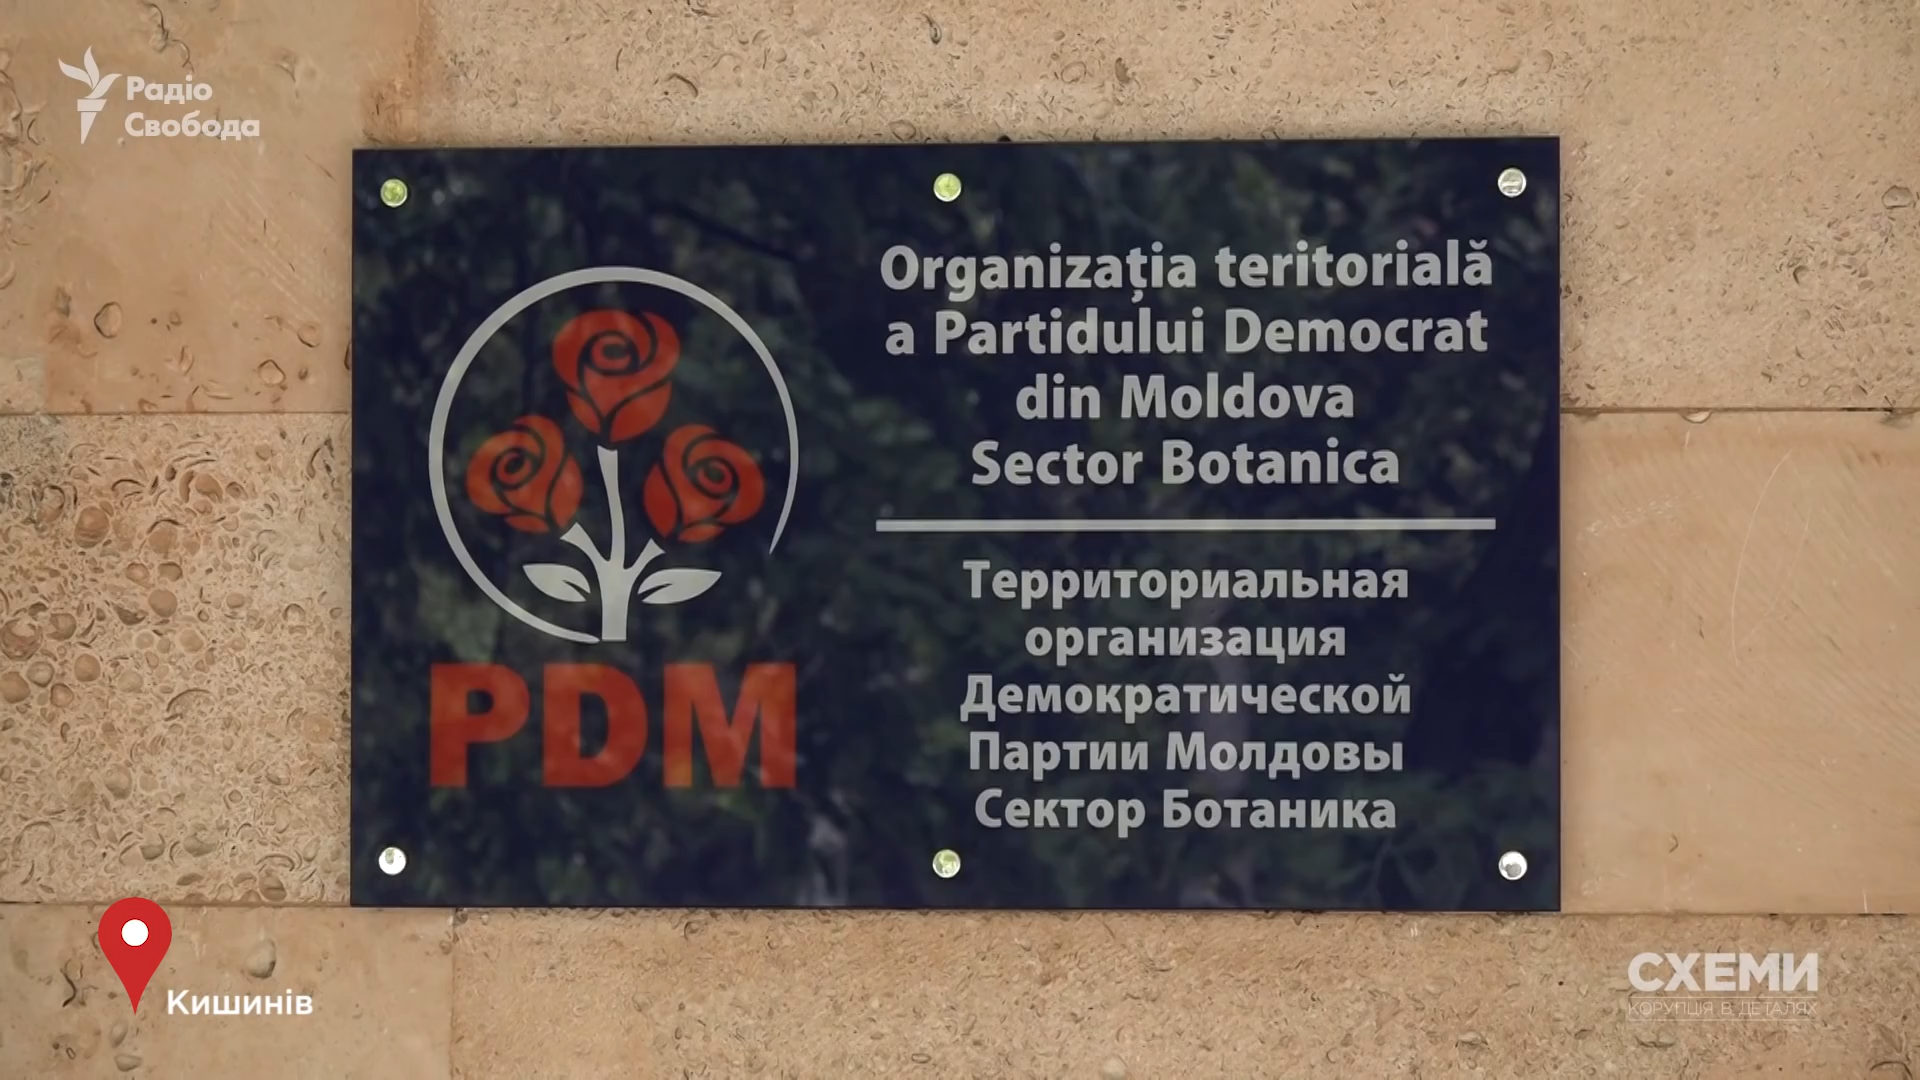 Радіо
Свобода
Organizația teritorială
a Partidului Democrat
din Moldova
Sector Botanica
Территориальная
организация
Демократической
Партии Молдовы
Сектор Ботаника
PDM
Кишинів
СХЕМИ
КОРУПЦІЯ В ДЕТАЛЯХ